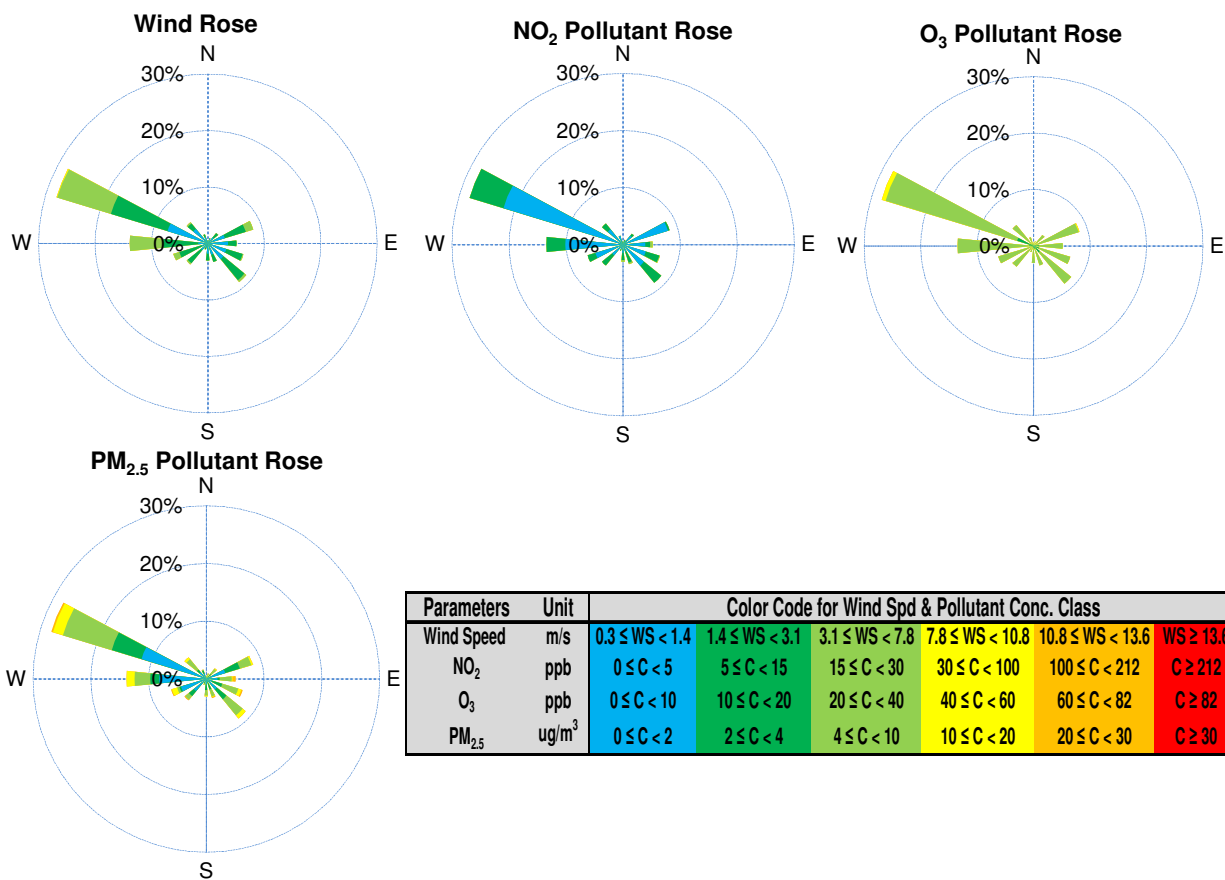 Wind Rose
N
30%
20%
10%
0%
W
E
S
NO₂ Pollutant Rose
N
30%
20%
10%
0%
W
E
S
O₃ Pollutant Rose
N
30%
20%
10%
0%
W
E
S
PM₂.₅ Pollutant Rose
N
30%
20%
10%
0%
W
E
S
Parameters Unit Color Code for Wind Spd & Pollutant Conc. Class
Wind Speed m/s 0.3 ≤ WS < 1.4 1.4 ≤ WS < 3.1 3.1 ≤ WS < 7.8 7.8 ≤ WS < 10.8 10.8 ≤ WS < 13.6 WS ≥ 13.6
NO₂ ppb 0 ≤ C < 5 5 ≤ C < 15 15 ≤ C < 30 30 ≤ C < 100 100 ≤ C < 212 C ≥ 212
O₃ ppb 0 ≤ C < 10 10 ≤ C < 20 20 ≤ C < 40 40 ≤ C < 60 60 ≤ C < 82 C ≥ 82
PM₂.₅ ug/m³ 0 ≤ C < 2 2 ≤ C < 4 4 ≤ C < 10 10 ≤ C < 20 20 ≤ C < 30 C ≥ 30